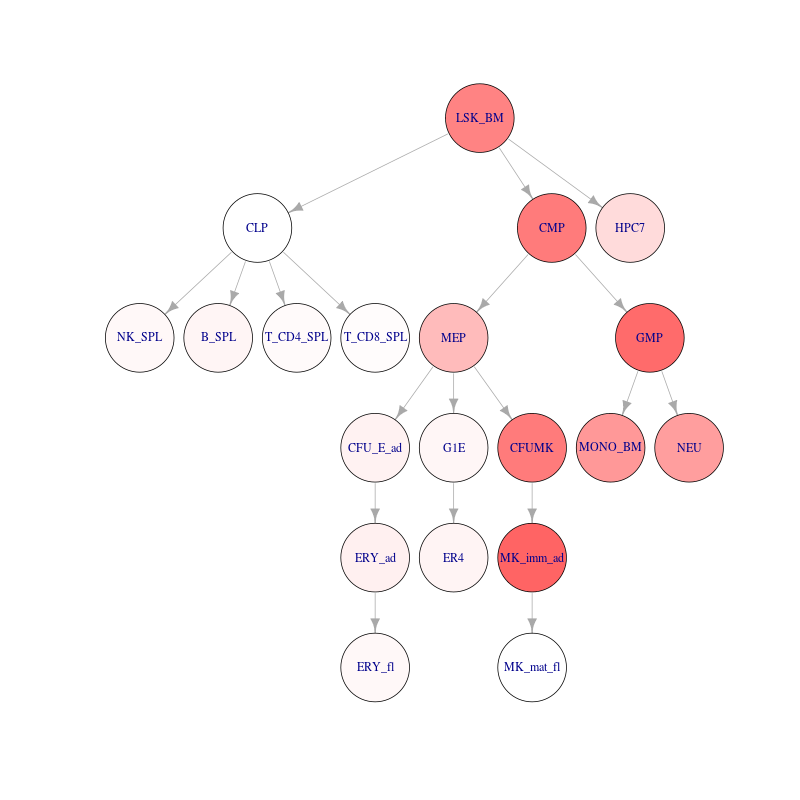 LSK_BM
CLP
CMP
HPC7
NK_SPL
B_SPL
T_CD4_SPL
T_CD8_SPL
MEP
GMP
CFU_E_ad
G1E
CFUMK
MONO_BM
NEU
ERY_ad
ER4
MK_imm_ad
ERY_fl
MK_mat_fl